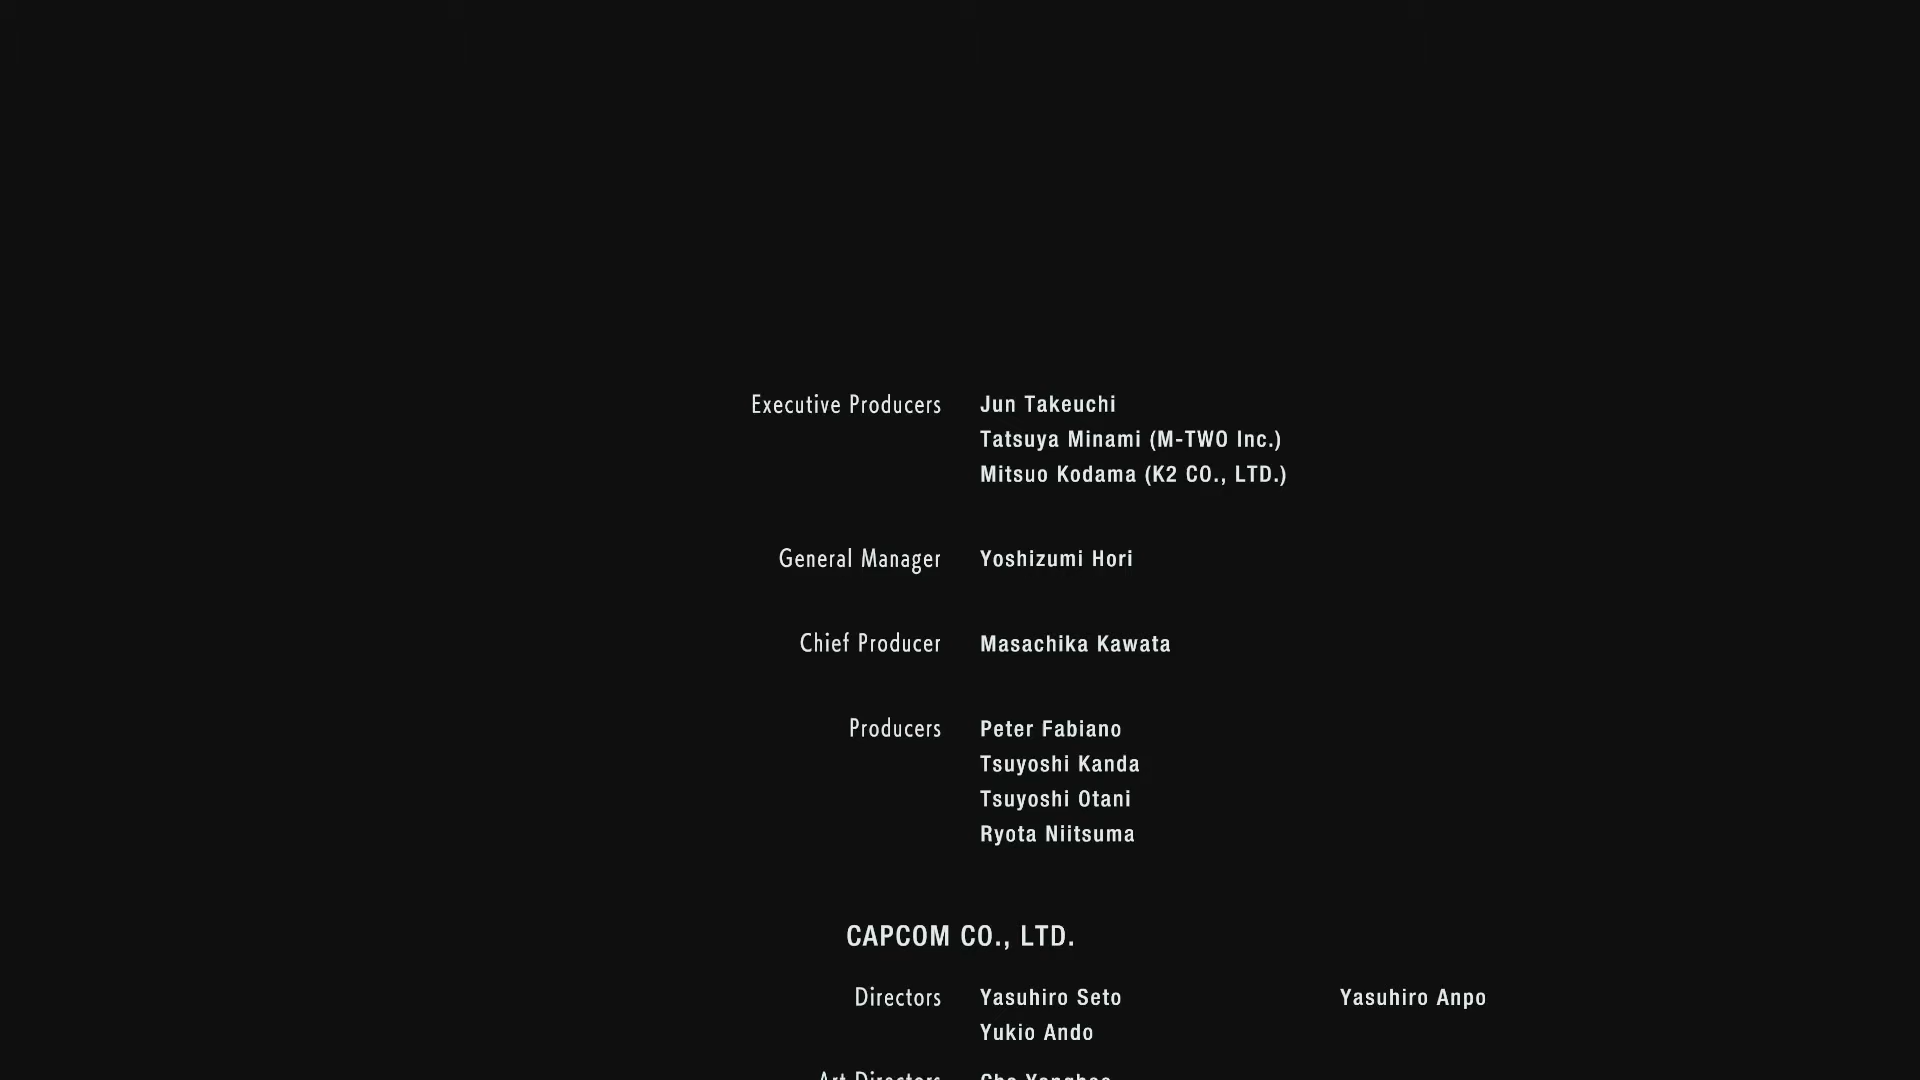 Executive Producers Jun Takeuchi
Tatsuya Minami (M-TWO Inc.)
Mitsuo Kodama (K2 CO., LTD.)
General Manager Yoshizumi Hori
Chief Producer Masachika Kawata
Producers Peter Fabiano
Tsuyoshi Kanda
Tsuyoshi Otani
Ryota Niitsuma
CAPCOM CO., LTD.
Directors Yasuhiro Seto Yasuhiro Anpo
Yukio Ando
Art Directors